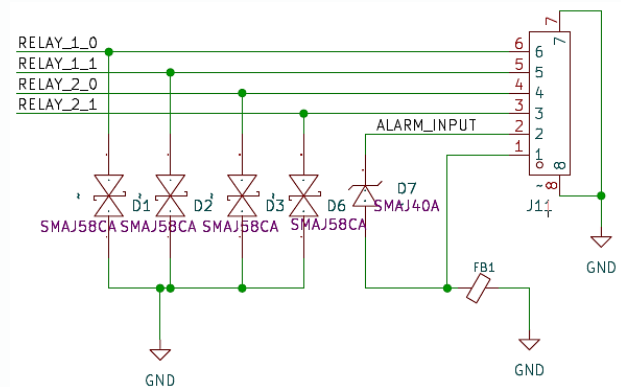 7
RELAY_1_0 6 6 7
RELAY_1_1 5 5
RELAY_2_0 4 4
RELAY_2_1 3 3
ALARM_INPUT 2 2
1 1
8
~ ~ ~ ~ ~ 8
D1 D2 D3 D6 D7 J11
SMAJ58CA SMAJ58CA SMAJ58CA SMAJ58CA SMAJ40A
FB1
GND
GND
GND